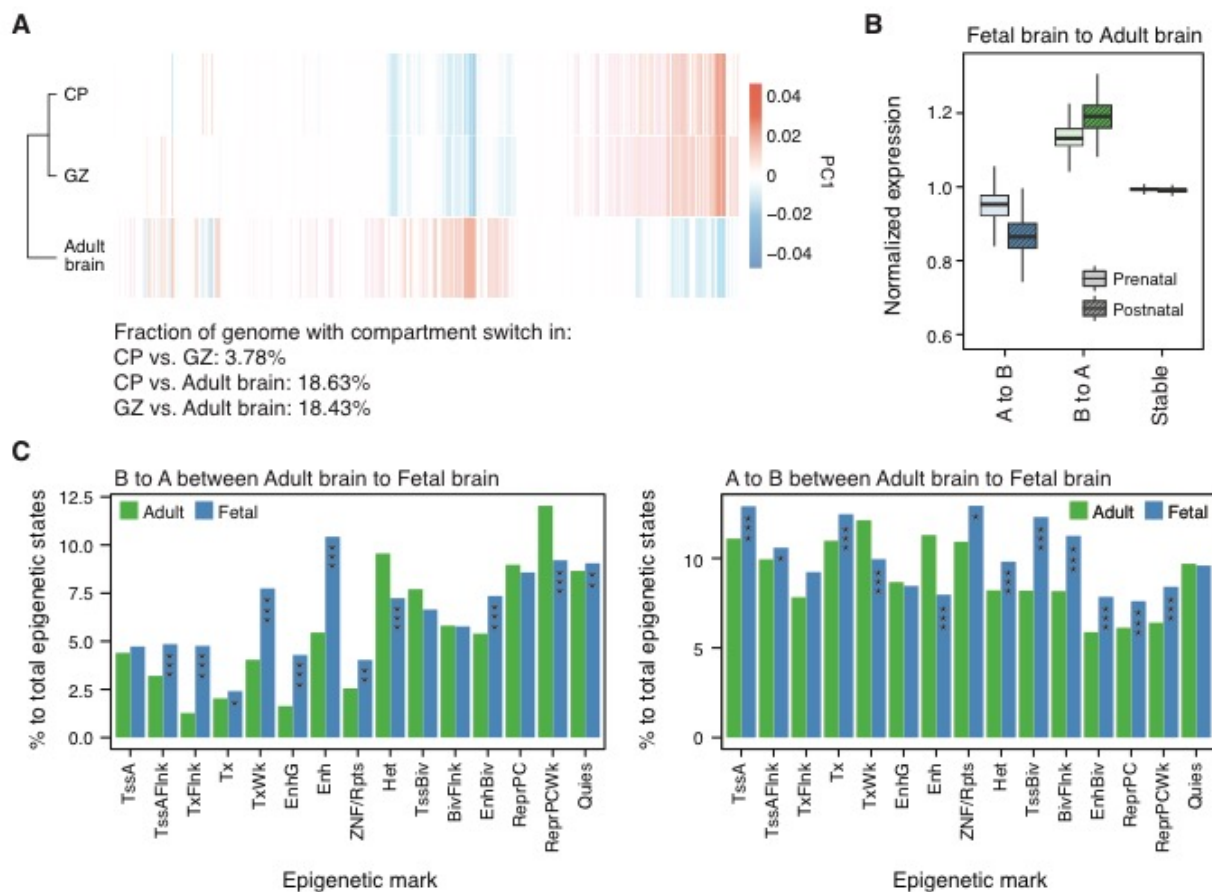 A
CP
GZ
Adult
brain
0.04
0.02
0
−0.02
−0.04
PC1
Fraction of genome with compartment switch in:
CP vs. GZ: 3.78%
CP vs. Adult brain: 18.63%
GZ vs. Adult brain: 18.43%
B
Fetal brain to Adult brain
Normalized expression
1.2
1.0
0.8
0.6
Prenatal
Postnatal
A to B
B to A
Stable
C
B to A between Adult brain to Fetal brain
% to total epigenetic states
12.5
10.0
7.5
5.0
2.5
0.0
Adult
Fetal
TssA
TssAFlnk
TxFlnk
Tx
TxWk
EnhG
Enh
ZNF/Rpts
Het
TssBiv
BivFlnk
EnhBiv
ReprPC
ReprPCWk
Quies
Epigenetic mark
A to B between Adult brain to Fetal brain
% to total epigenetic states
10
5
0
Adult
Fetal
TssA
TssAFlnk
TxFlnk
Tx
TxWk
EnhG
Enh
ZNF/Rpts
Het
TssBiv
BivFlnk
EnhBiv
ReprPC
ReprPCWk
Quies
Epigenetic mark